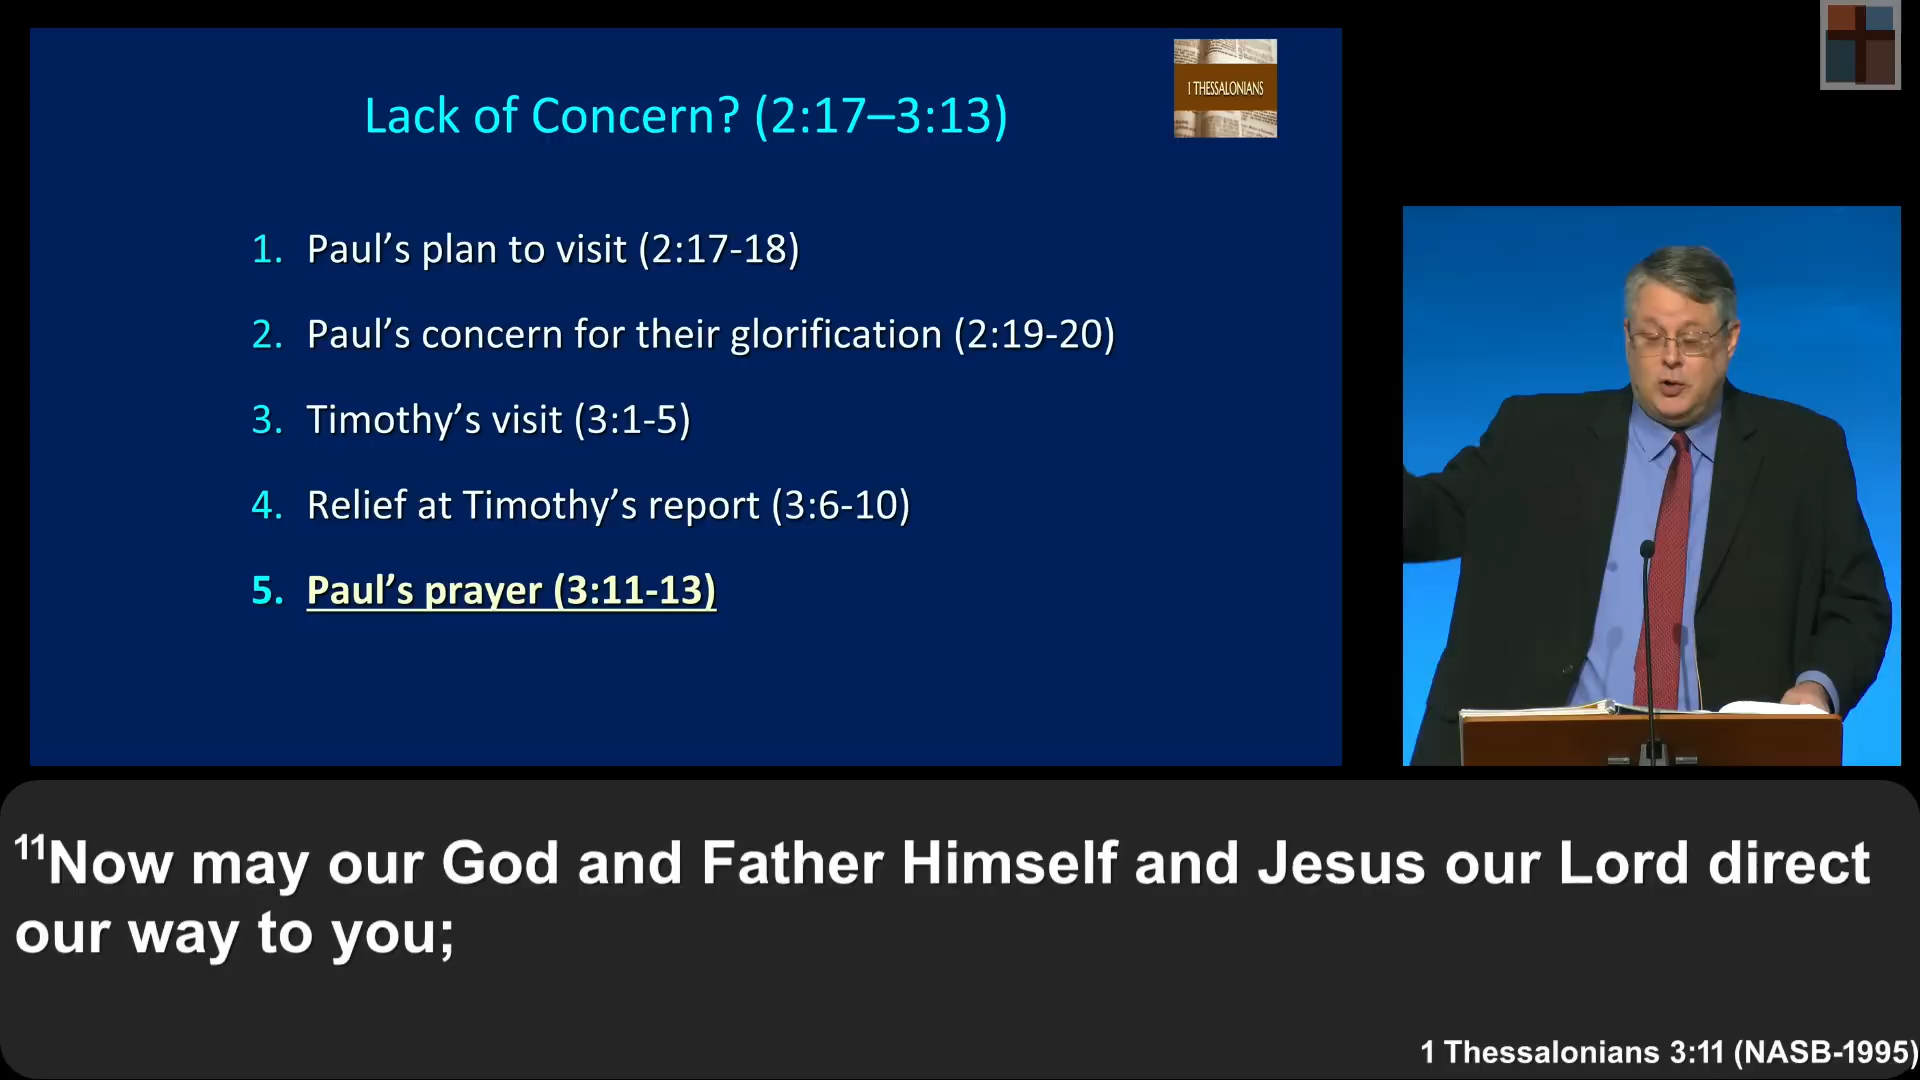 Lack of Concern? (2:17–3:13)
1 THESSALONIANS
1. Paul’s plan to visit (2:17-18)
2. Paul’s concern for their glorification (2:19-20)
3. Timothy’s visit (3:1-5)
4. Relief at Timothy’s report (3:6-10)
5. Paul’s prayer (3:11-13)
11Now may our God and Father Himself and Jesus our Lord direct
our way to you;
1 Thessalonians 3:11 (NASB-1995)